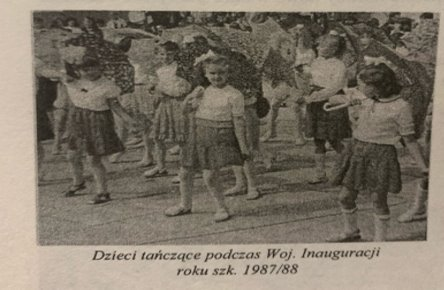 Dzieci tańczące podczas Woj. Inauguracji
roku szk. 1987/88